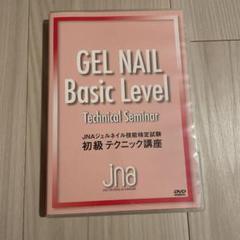 GEL NAIL
Basic Level
Technical Seminar
JNAジェルネイル技能検定試験
初級 テクニック講座
jna
DVD